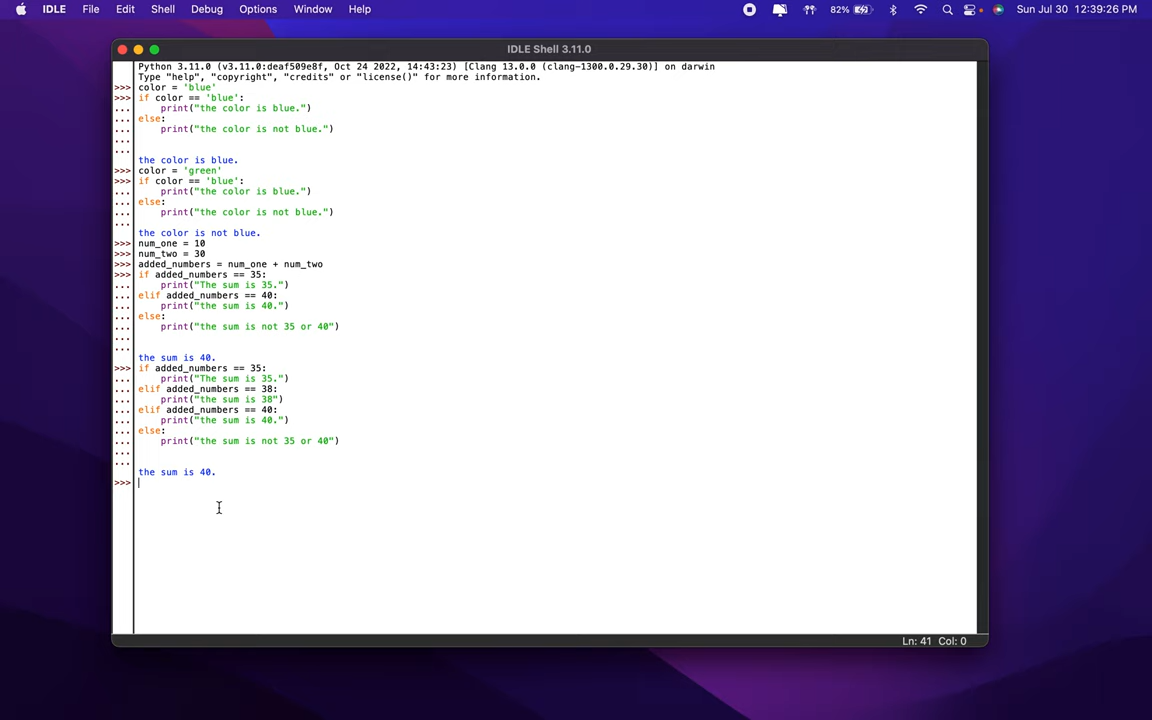 IDLE File Edit Shell Debug Options Window Help 82% Sun Jul 30 12:39:26 PM
IDLE Shell 3.11.0
Python 3.11.0 (v3.11.0:deaf509e8f, Oct 24 2022, 14:43:23) [Clang 13.0.0 (clang-1300.0.29.30)] on darwin
Type "help", "copyright", "credits" or "license()" for more information.
>>> color = 'blue'
>>> if color == 'blue':
... print("the color is blue.")
... else:
... print("the color is not blue.")
...
...
the color is blue.
>>> color = 'green'
>>> if color == 'blue':
... print("the color is blue.")
... else:
... print("the color is not blue.")
...
the color is not blue.
>>> num_one = 10
>>> num_two = 30
>>> added_numbers = num_one + num_two
>>> if added_numbers == 35:
... print("The sum is 35.")
... elif added_numbers == 40:
... print("the sum is 40.")
... else:
... print("the sum is not 35 or 40")
...
...
the sum is 40.
>>> if added_numbers == 35:
... print("The sum is 35.")
... elif added_numbers == 38:
... print("the sum is 38")
... elif added_numbers == 40:
... print("the sum is 40.")
... else:
... print("the sum is not 35 or 40")
...
...
the sum is 40.
>>>
Ln: 41 Col: 0